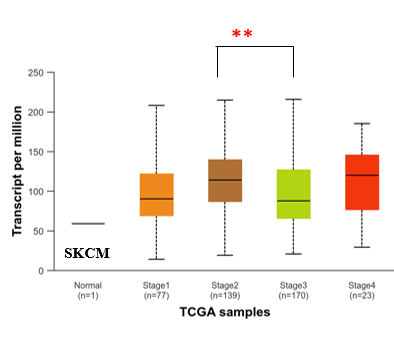 **
Transcript per million
250
200
150
100
50
0
SKCM
Normal
(n=1)
Stage1
(n=77)
Stage2
(n=139)
Stage3
(n=170)
Stage4
(n=23)
TCGA samples